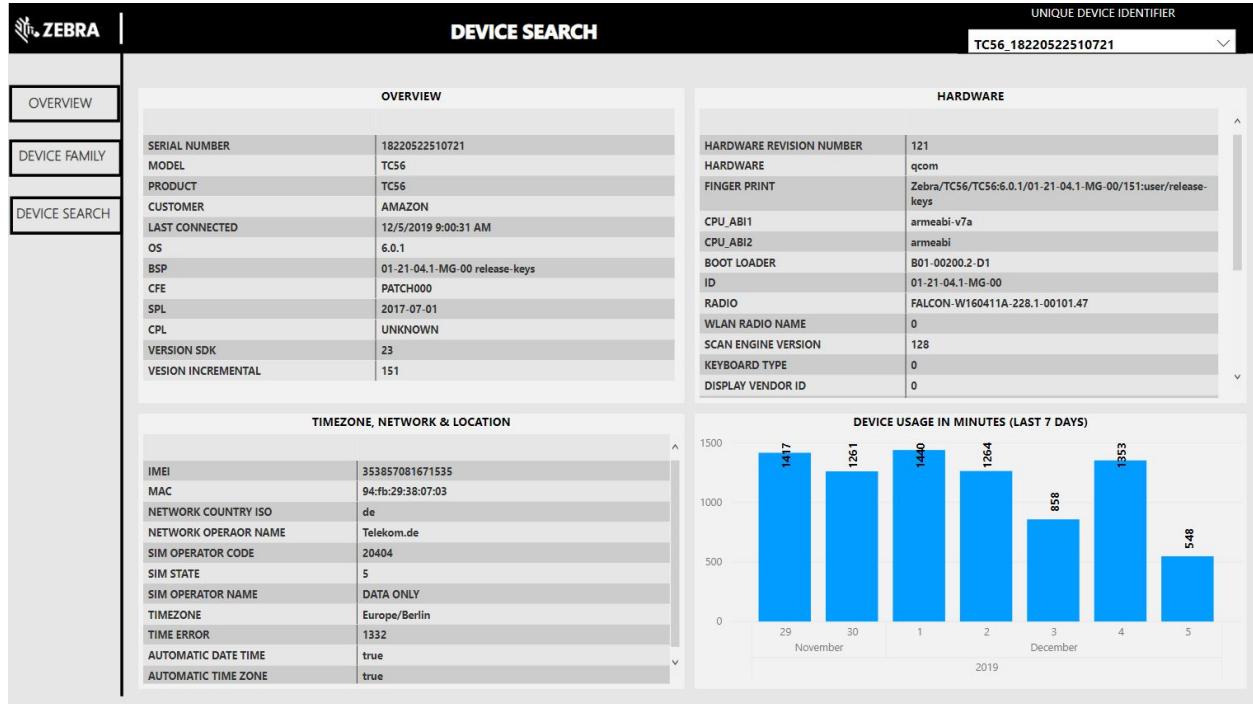 ZEBRA
DEVICE SEARCH
UNIQUE DEVICE IDENTIFIER
TC56_18220522510721
OVERVIEW
DEVICE FAMILY
DEVICE SEARCH
OVERVIEW
SERIAL NUMBER 18220522510721
MODEL TC56
PRODUCT TC56
CUSTOMER AMAZON
LAST CONNECTED 12/5/2019 9:00:31 AM
OS 6.0.1
BSP 01-21-04.1-MG-00 release-keys
CFE PATCH000
SPL 2017-07-01
CPL UNKNOWN
VERSION SDK 23
VESION INCREMENTAL 151
HARDWARE
HARDWARE REVISION NUMBER 121
HARDWARE qcom
FINGER PRINT Zebra/TC56/TC56:6.0.1/01-21-04.1-MG-00/151:user/release-
keys
CPU_ABI1 armeabi-v7a
CPU_ABI2 armeabi
BOOT LOADER B01-00200.2-D1
ID 01-21-04.1-MG-00
RADIO FALCON-W160411A-228.1-00101.47
WLAN RADIO NAME 0
SCAN ENGINE VERSION 128
KEYBOARD TYPE 0
DISPLAY VENDOR ID 0
TIMEZONE, NETWORK & LOCATION
IMEI 353857081671535
MAC 94:fb:29:38:07:03
NETWORK COUNTRY ISO de
NETWORK OPERAOR NAME Telekom.de
SIM OPERATOR CODE 20404
SIM STATE 5
SIM OPERATOR NAME DATA ONLY
TIMEZONE Europe/Berlin
TIME ERROR 1332
AUTOMATIC DATE TIME true
AUTOMATIC TIME ZONE true
DEVICE USAGE IN MINUTES (LAST 7 DAYS)
1500
1000
500
0
1417 1261 1440 1264 858 1353 548
29 30 1 2 3 4 5
November December
2019